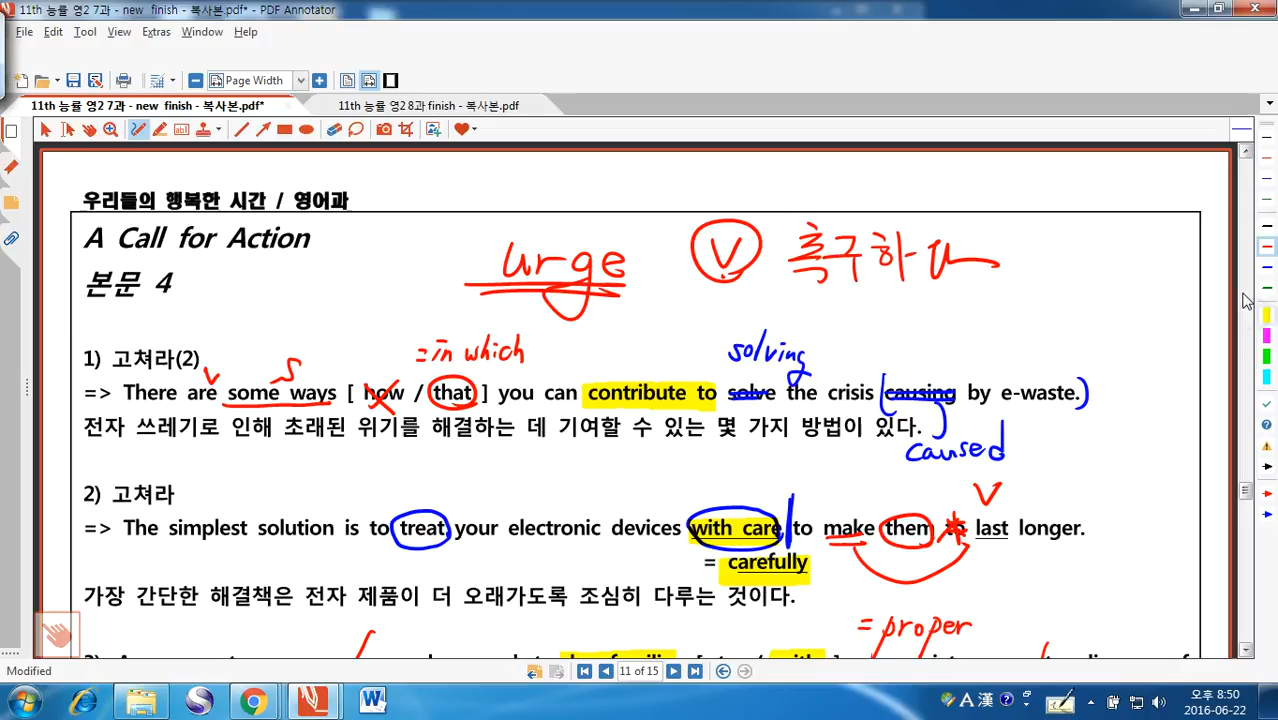 11th 능률 영2 7과 - new finish - 복사본.pdf* - PDF Annotator
File Edit Tool View Extras Window Help
Page Width
11th 능률 영2 7과 - new finish - 복사본.pdf*
11th 능률 영2 8과 finish - 복사본.pdf
우리들의 행복한 시간 / 영어과
A Call for Action
urge V 촉구하다
본문 4
1) 고쳐라(2)
= in which
solving
V S
=> There are some ways [ how / that ] you can contribute to solve the crisis (causing by e-waste.)
전자 쓰레기로 인해 초래된 위기를 해결하는 데 기여할 수 있는 몇 가지 방법이 있다.
caused
2) 고쳐라
V
=> The simplest solution is to treat your electronic devices with care to make them to last longer.
= carefully
가장 간단한 해결책은 전자 제품이 더 오래가도록 조심히 다루는 것이다.
= proper
Modified
11 of 15
A 漢
오후 8:50
2016-06-22